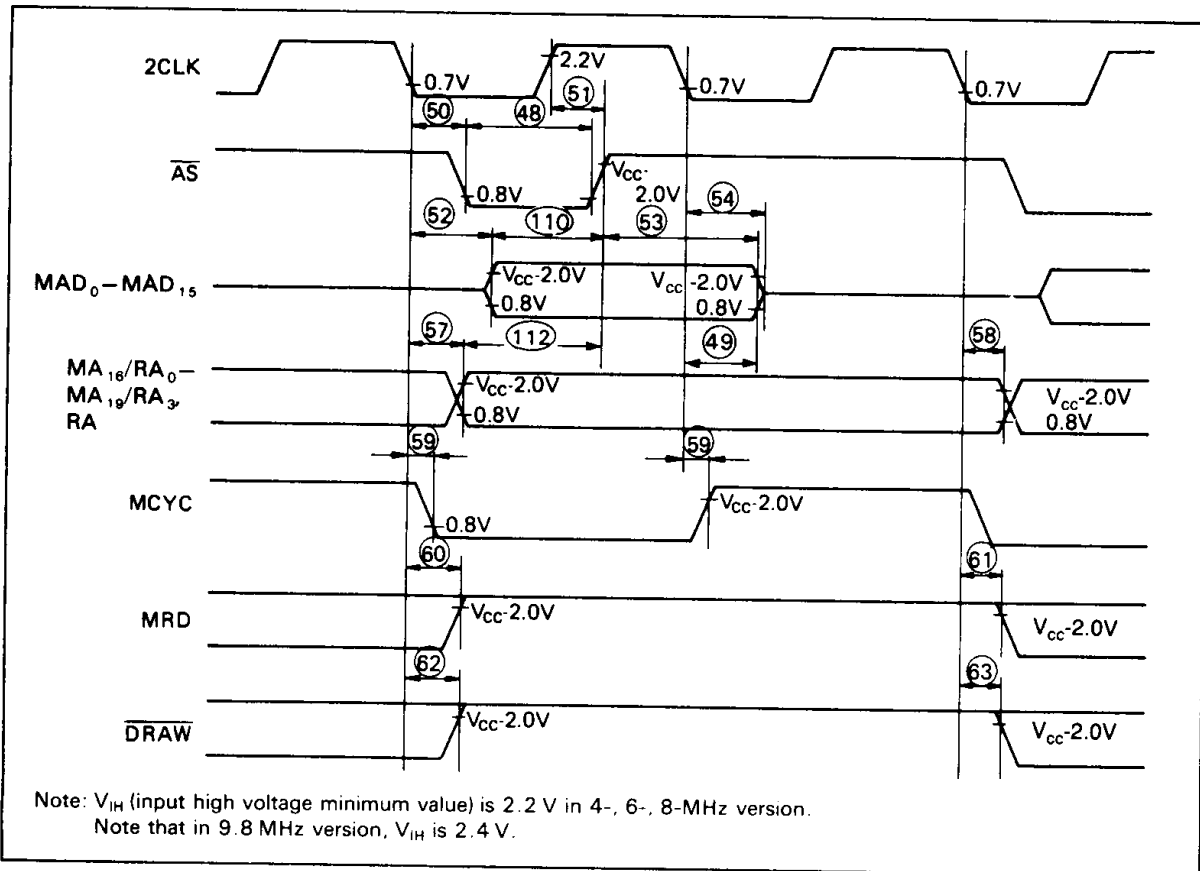 2CLK
0.7V
2.2V
0.7V
0.7V
50
48
51
AS
0.8V
VCC-
2.0V
54
52
110
53
MAD0−MAD15
VCC-2.0V
0.8V
VCC-2.0V
0.8V
57
112
49
58
MA16/RA0−
MA19/RA3,
RA
VCC-2.0V
0.8V
VCC-2.0V
0.8V
59
59
MCYC
0.8V
VCC-2.0V
60
61
MRD
VCC-2.0V
VCC-2.0V
62
63
DRAW
VCC-2.0V
VCC-2.0V
Note: VIH (input high voltage minimum value) is 2.2 V in 4-, 6-, 8-MHz version.
Note that in 9.8 MHz version, VIH is 2.4 V.